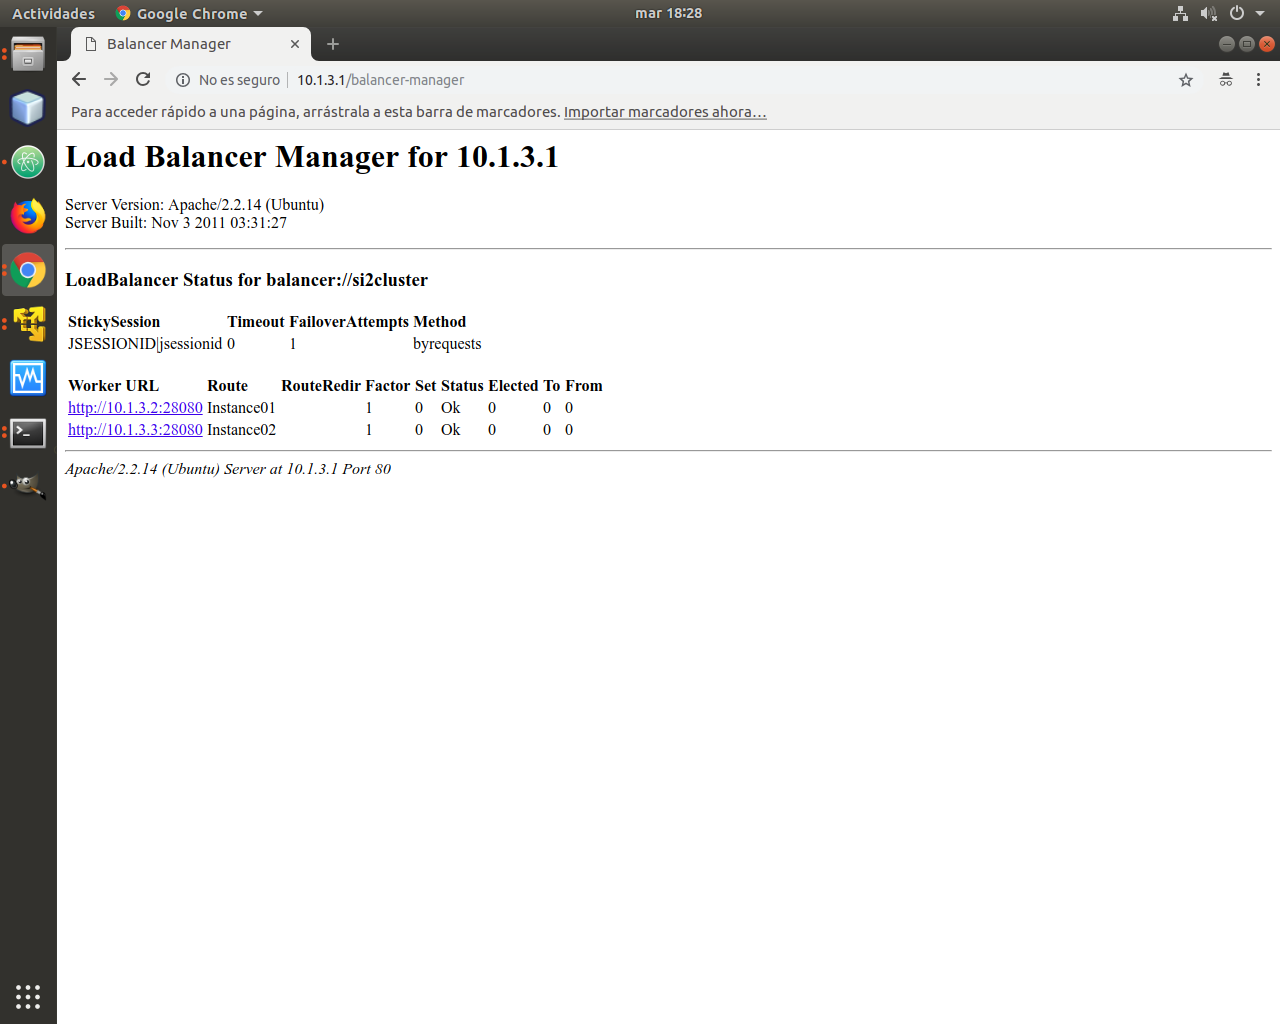 Actividades Google Chrome mar 18:28
Balancer Manager
No es seguro 10.1.3.1/balancer-manager
Para acceder rápido a una página, arrástrala a esta barra de marcadores. Importar marcadores ahora...
Load Balancer Manager for 10.1.3.1
Server Version: Apache/2.2.14 (Ubuntu)
Server Built: Nov 3 2011 03:31:27
LoadBalancer Status for balancer://si2cluster
StickySession Timeout FailoverAttempts Method
JSESSIONID|jsessionid 0 1 byrequests
Worker URL Route RouteRedir Factor Set Status Elected To From
http://10.1.3.2:28080 Instance01 1 0 Ok 0 0 0
http://10.1.3.3:28080 Instance02 1 0 Ok 0 0 0
Apache/2.2.14 (Ubuntu) Server at 10.1.3.1 Port 80